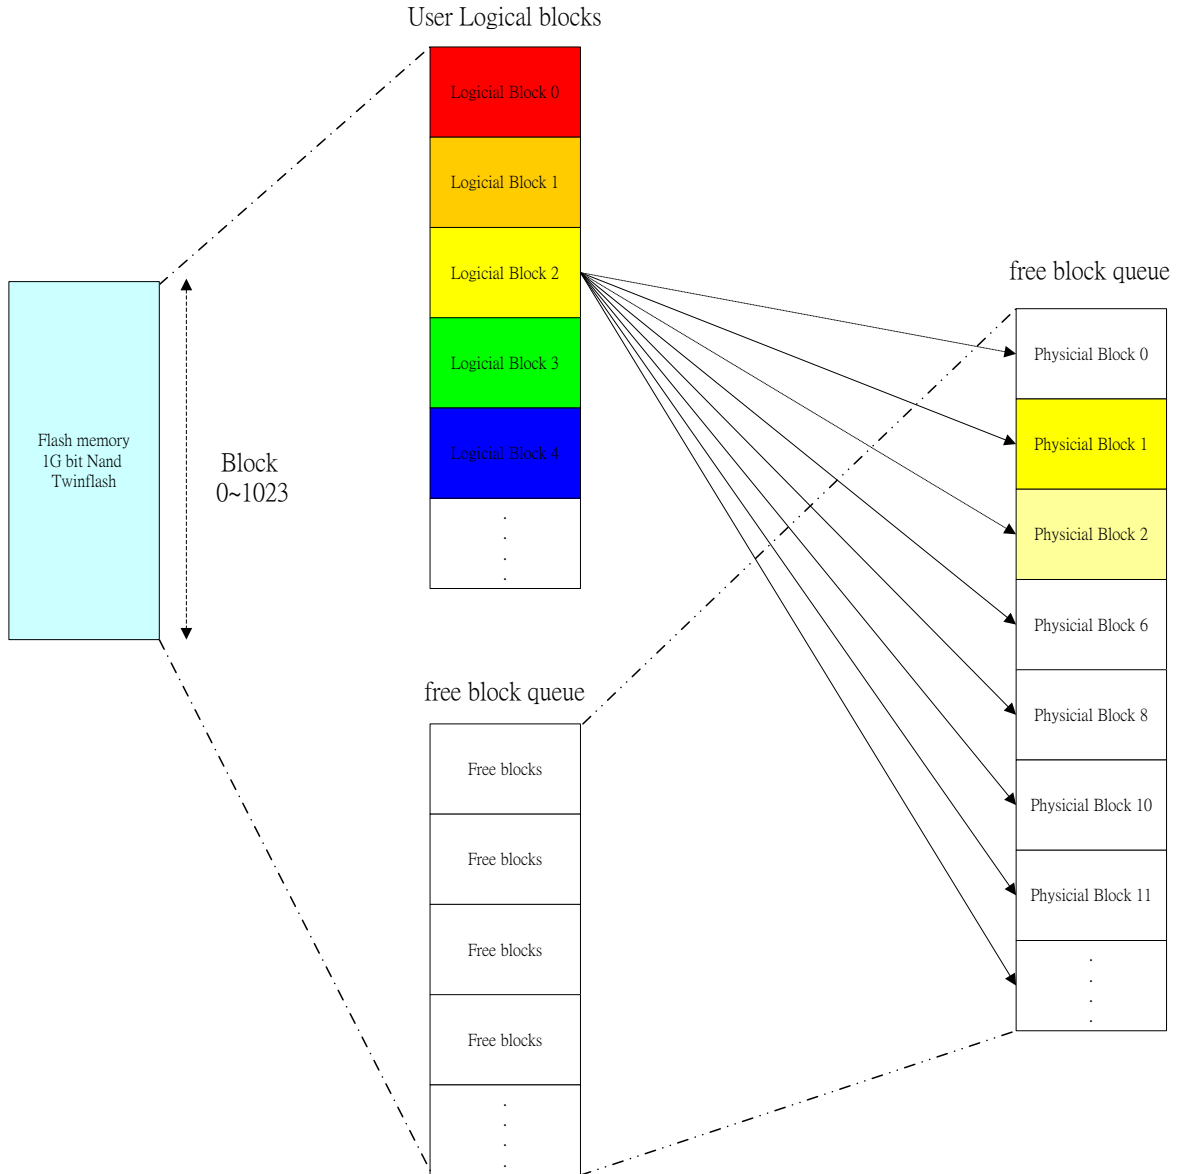 User Logical blocks
Logicial Block 0
Logicial Block 1
Logicial Block 2
Logicial Block 3
Logicial Block 4
.
.
.
.
Flash memory
1G bit Nand
Twinflash
Block
0~1023
free block queue
Free blocks
Free blocks
Free blocks
Free blocks
.
.
.
.
free block queue
Physicial Block 0
Physicial Block 1
Physicial Block 2
Physicial Block 6
Physicial Block 8
Physicial Block 10
Physicial Block 11
.
.
.
.